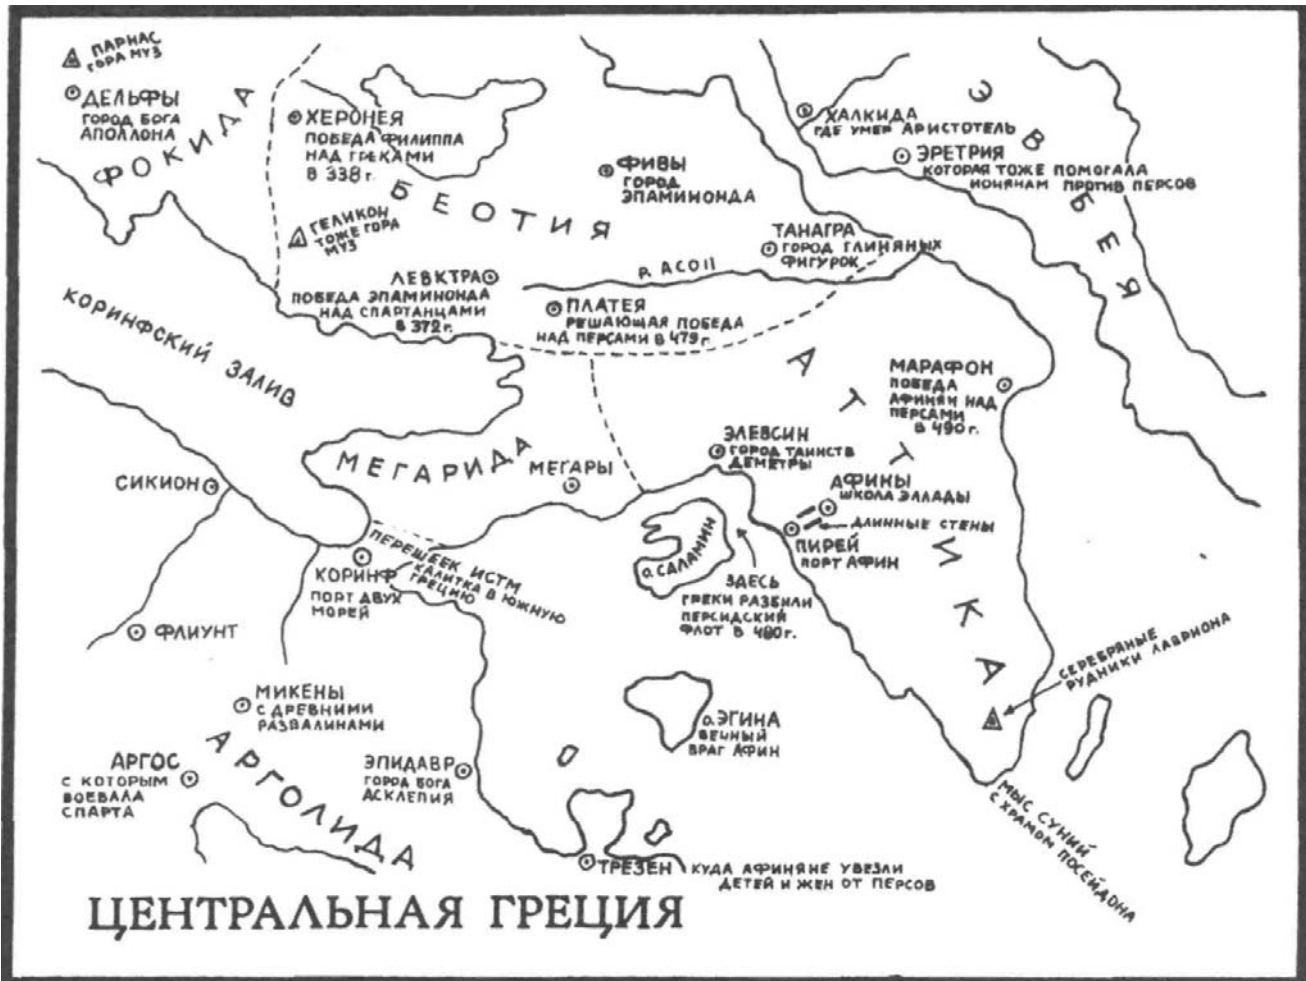 ПАРНАС
ГОРА МУЗ
ДЕЛЬФЫ
ГОРОД БОГА
АПОЛЛОНА
ФОКИДА
ХЕРОНЕЯ
ПОБЕДА ФИЛИППА
НАД ГРЕКАМИ
В 338 г.
ГЕЛИКОН
ТОЖЕ ГОРА
МУЗ
БЕОТИЯ
ФИВЫ
ГОРОД
ЭПАМИНОНДА
ХАЛКИДА
ГДЕ УМЕР АРИСТОТЕЛЬ
ЭРЕТРИЯ
КОТОРАЯ ТОЖЕ ПОМОГАЛА
ИОНЯНАМ ПРОТИВ ПЕРСОВ
ЭВБЕЯ
ТАНАГРА
ГОРОД ГЛИНЯНЫХ
ФИГУРОК
Р. АСОП
ЛЕВКТРА
ПОБЕДА ЭПАМИНОНДА
НАД СПАРТАНЦАМИ
В 372 г.
ПЛАТЕЯ
РЕШАЮЩАЯ ПОБЕДА
НАД ПЕРСАМИ В 479 г.
КОРИНФСКИЙ ЗАЛИВ
АТТИКА
МАРАФОН
ПОБЕДА
АФИНЯН НАД
ПЕРСАМИ
В 490 г.
ЭЛЕВСИН
ГОРОД ТАИНСТВ
ДЕМЕТРЫ
МЕГАРИДА
МЕГАРЫ
СИКИОН
АФИНЫ
ШКОЛА ЭЛЛАДЫ
ДЛИННЫЕ СТЕНЫ
ПИРЕЙ
ПОРТ АФИН
О. САЛАМИН
ЗДЕСЬ
ГРЕКИ РАЗБИЛИ
ПЕРСИДСКИЙ
ФЛОТ В 480 г.
ПЕРЕШЕЕК ИСТМ
КАЛИТКА В ЮЖНУЮ
ГРЕЦИЮ
КОРИНФ
ПОРТ ДВУХ
МОРЕЙ
ФЛИУНТ
СЕРЕБРЯНЫЕ
РУДНИКИ ЛАВРИОНА
МИКЕНЫ
С ДРЕВНИМИ
РАЗВАЛИНАМИ
О. ЭГИНА
ВЕЧНЫЙ
ВРАГ АФИН
АРГОС
С КОТОРЫМ
ВОЕВАЛА
СПАРТА
АРГОЛИДА
ЭПИДАВР
ГОРОД БОГА
АСКЛЕПИЯ
МЫС СУНИЙ
С ХРАМОМ ПОСЕЙДОНА
ТРЕЗЕН
КУДА АФИНЯНЕ УВЕЗЛИ
ДЕТЕЙ И ЖЕН ОТ ПЕРСОВ
ЦЕНТРАЛЬНАЯ ГРЕЦИЯ